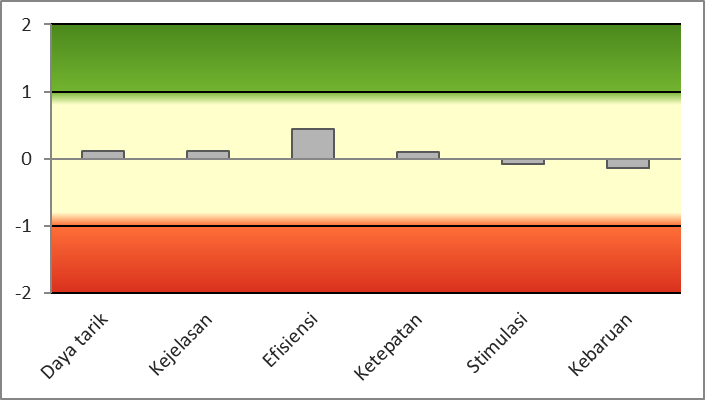 2
1
0
-1
-2
Daya tarik
Kejelasan
Efisiensi
Ketepatan
Stimulasi
Kebaruan